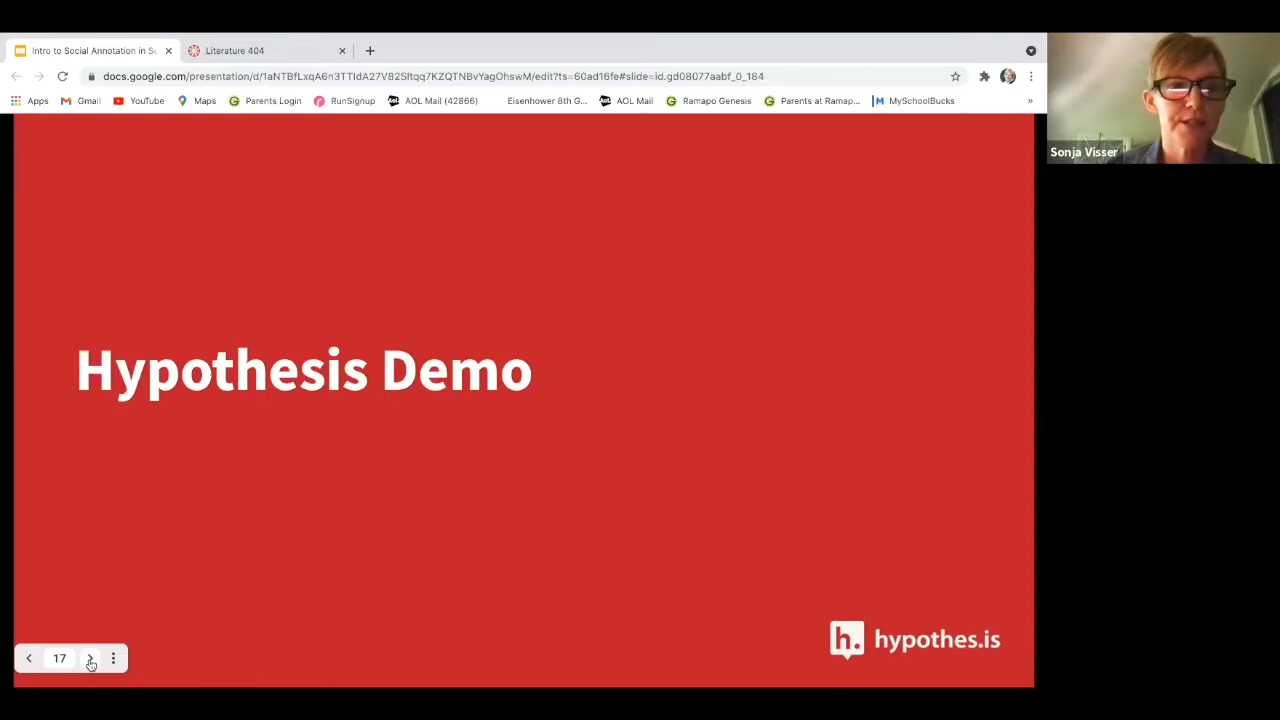 Intro to Social Annotation in Se
Literature 404
docs.google.com/presentation/d/1aNTBfLxqA6n3TTIdA27V82Sltqq7KZQTNBvYagOhswM/edit?ts=60ad16fe#slide=id.gd08077aabf_0_184
Apps Gmail YouTube Maps Parents Login RunSignup AOL Mail (42866) Eisenhower 8th G... AOL Mail Ramapo Genesis Parents at Ramap... MySchoolBucks »
Sonja Visser
Hypothesis Demo
h. hypothes.is
17